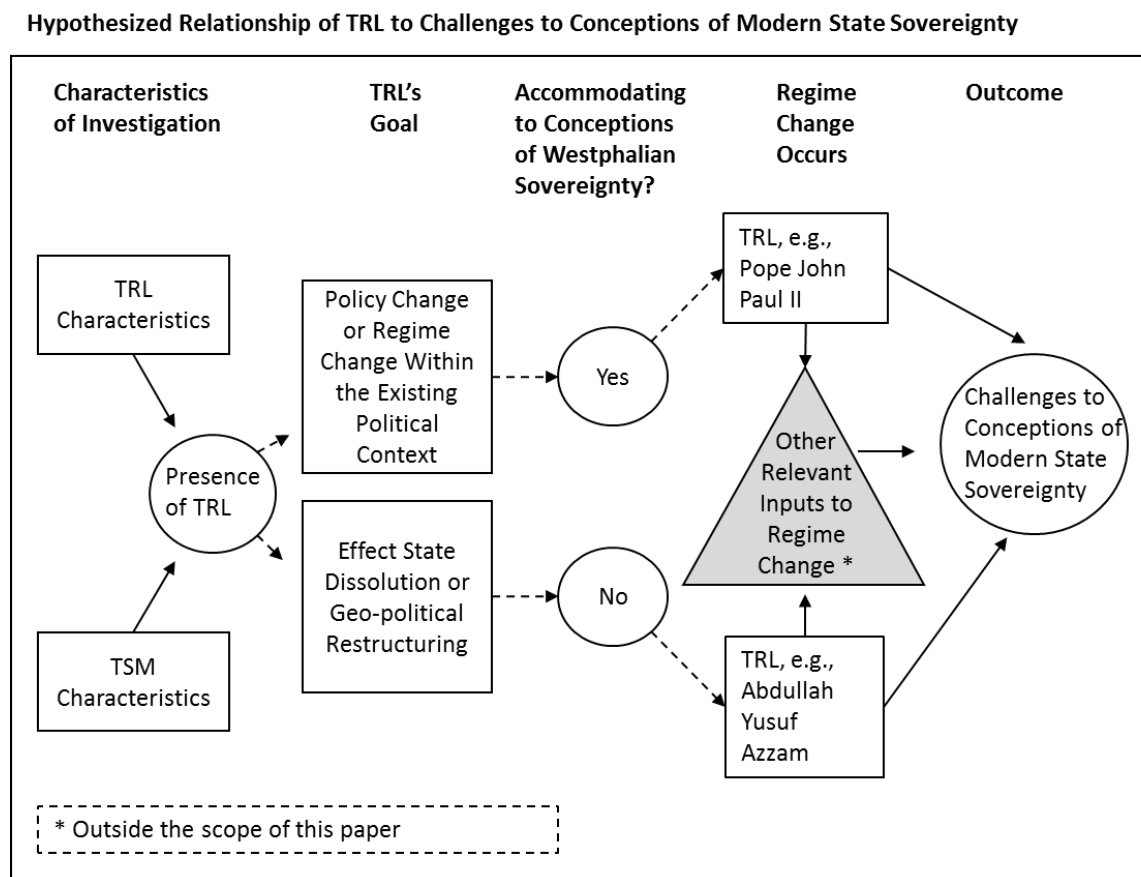 Hypothesized Relationship of TRL to Challenges to Conceptions of Modern State Sovereignty
Characteristics
of Investigation
TRL's
Goal
Accommodating
to Conceptions
of Westphalian
Sovereignty?
Regime
Change
Occurs
Outcome
TRL
Characteristics
Presence
of TRL
TSM
Characteristics
Policy Change
or Regime
Change Within
the Existing
Political
Context
Effect State
Dissolution or
Geo-political
Restructuring
Yes
No
TRL, e.g.,
Pope John
Paul II
Other
Relevant
Inputs to
Regime
Change *
TRL, e.g.,
Abdullah
Yusuf
Azzam
Challenges to
Conceptions of
Modern State
Sovereignty
* Outside the scope of this paper